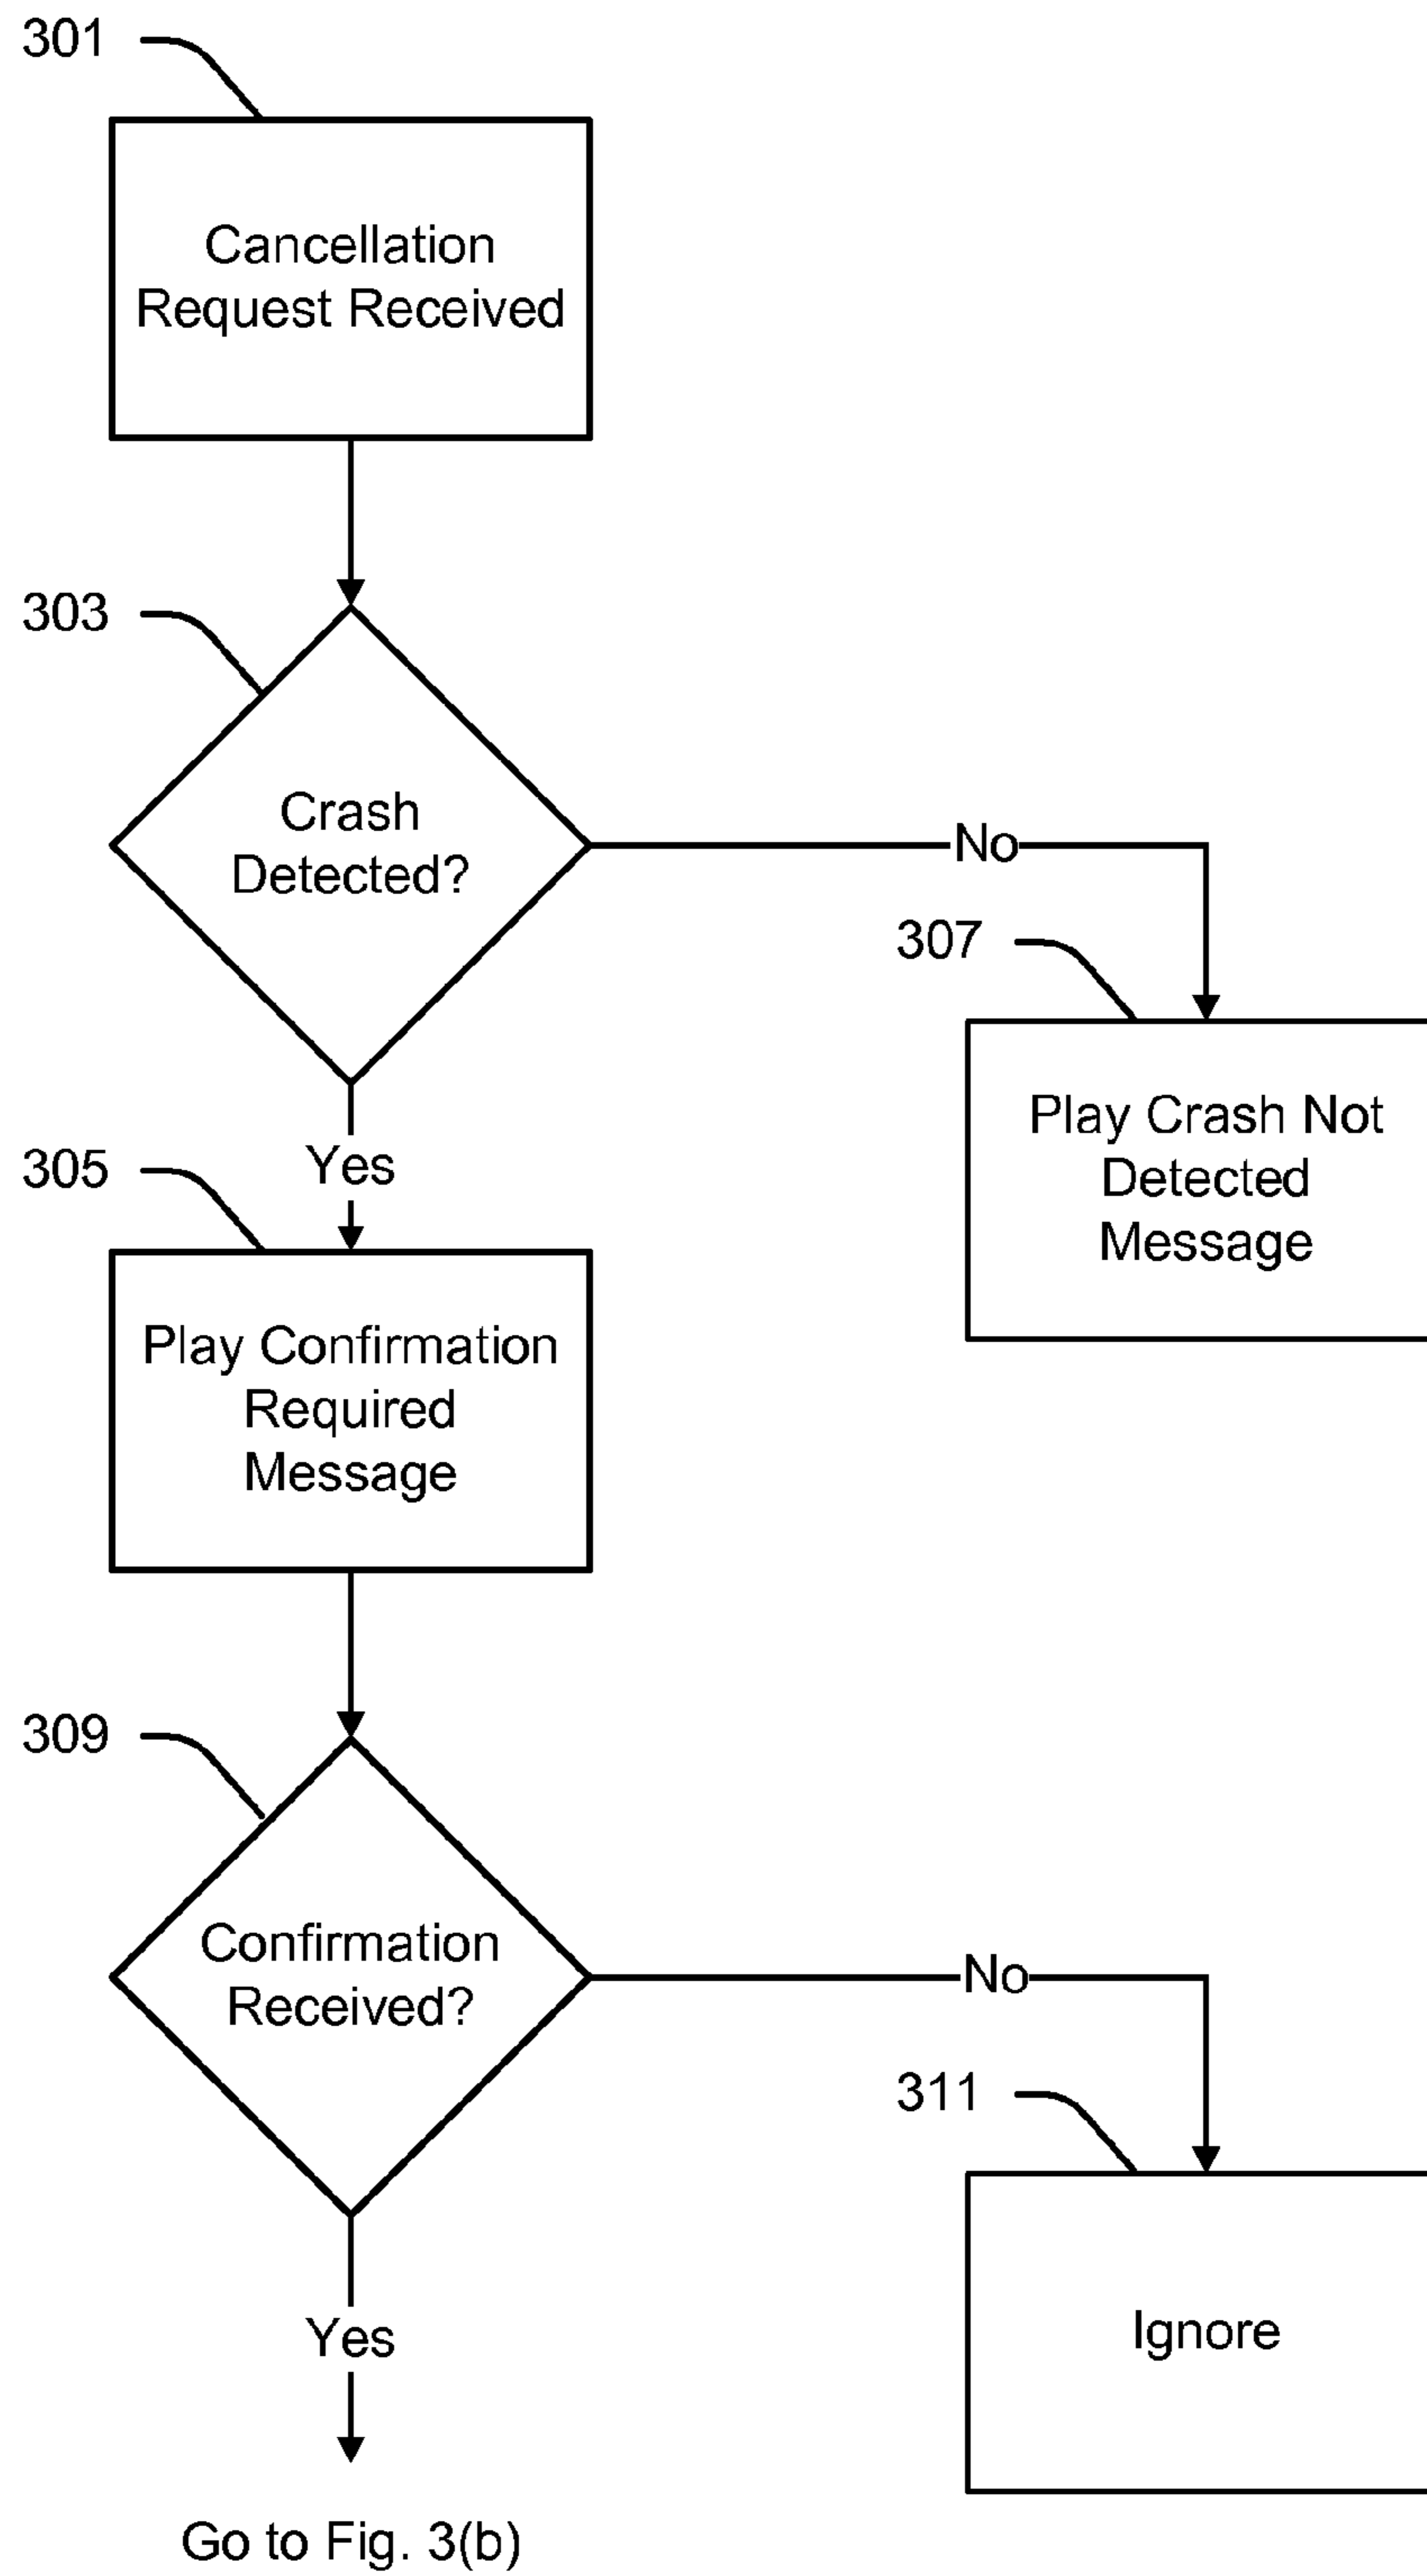 301
Cancellation
Request Received
303
Crash
Detected?
No
307
Play Crash Not
Detected
Message
Yes
305
Play Confirmation
Required
Message
309
Confirmation
Received?
No
311
Ignore
Yes
Go to Fig. 3(b)